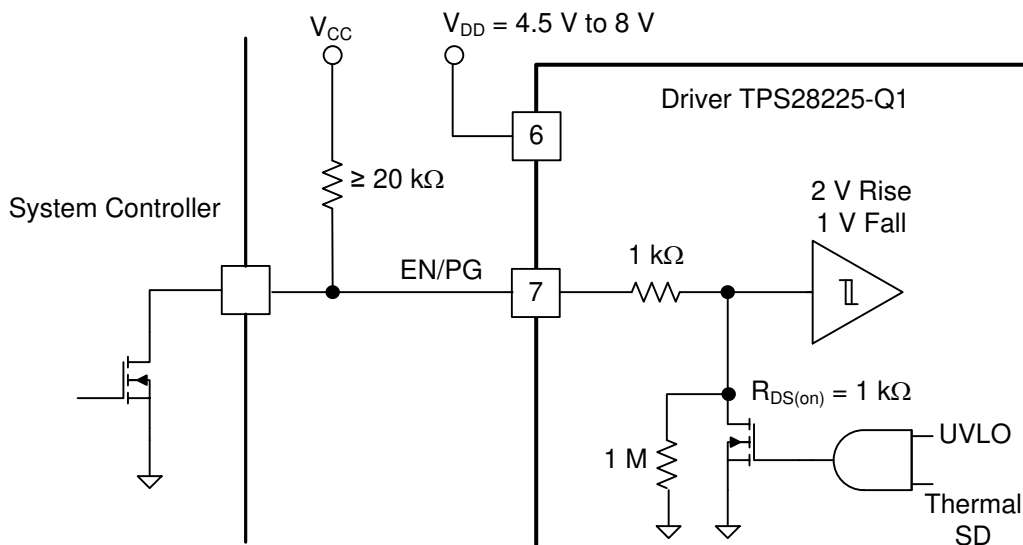 V_CC
V_DD = 4.5 V to 8 V
Driver TPS28225-Q1
6
≥ 20 kΩ
System Controller
2 V Rise
1 V Fall
EN/PG
7
1 kΩ
R_DS(on) = 1 kΩ
1 M
UVLO
Thermal
SD